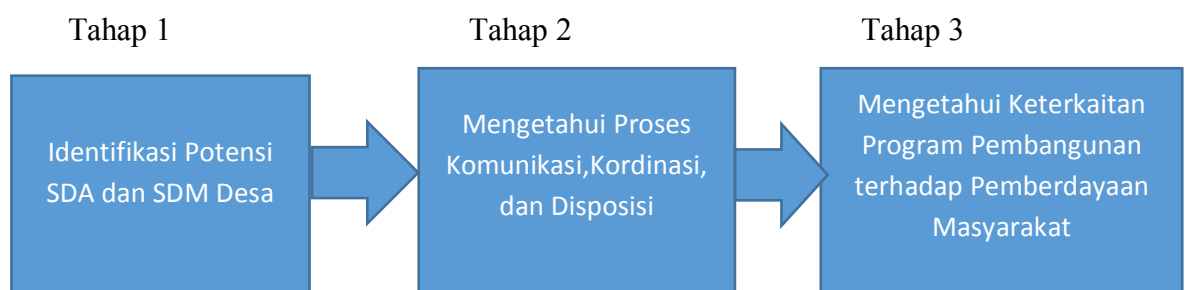 Tahap 1
Tahap 2
Tahap 3
Identifikasi Potensi
SDA dan SDM Desa
Mengetahui Proses
Komunikasi,Kordinasi,
dan Disposisi
Mengetahui Keterkaitan
Program Pembangunan
terhadap Pemberdayaan
Masyarakat